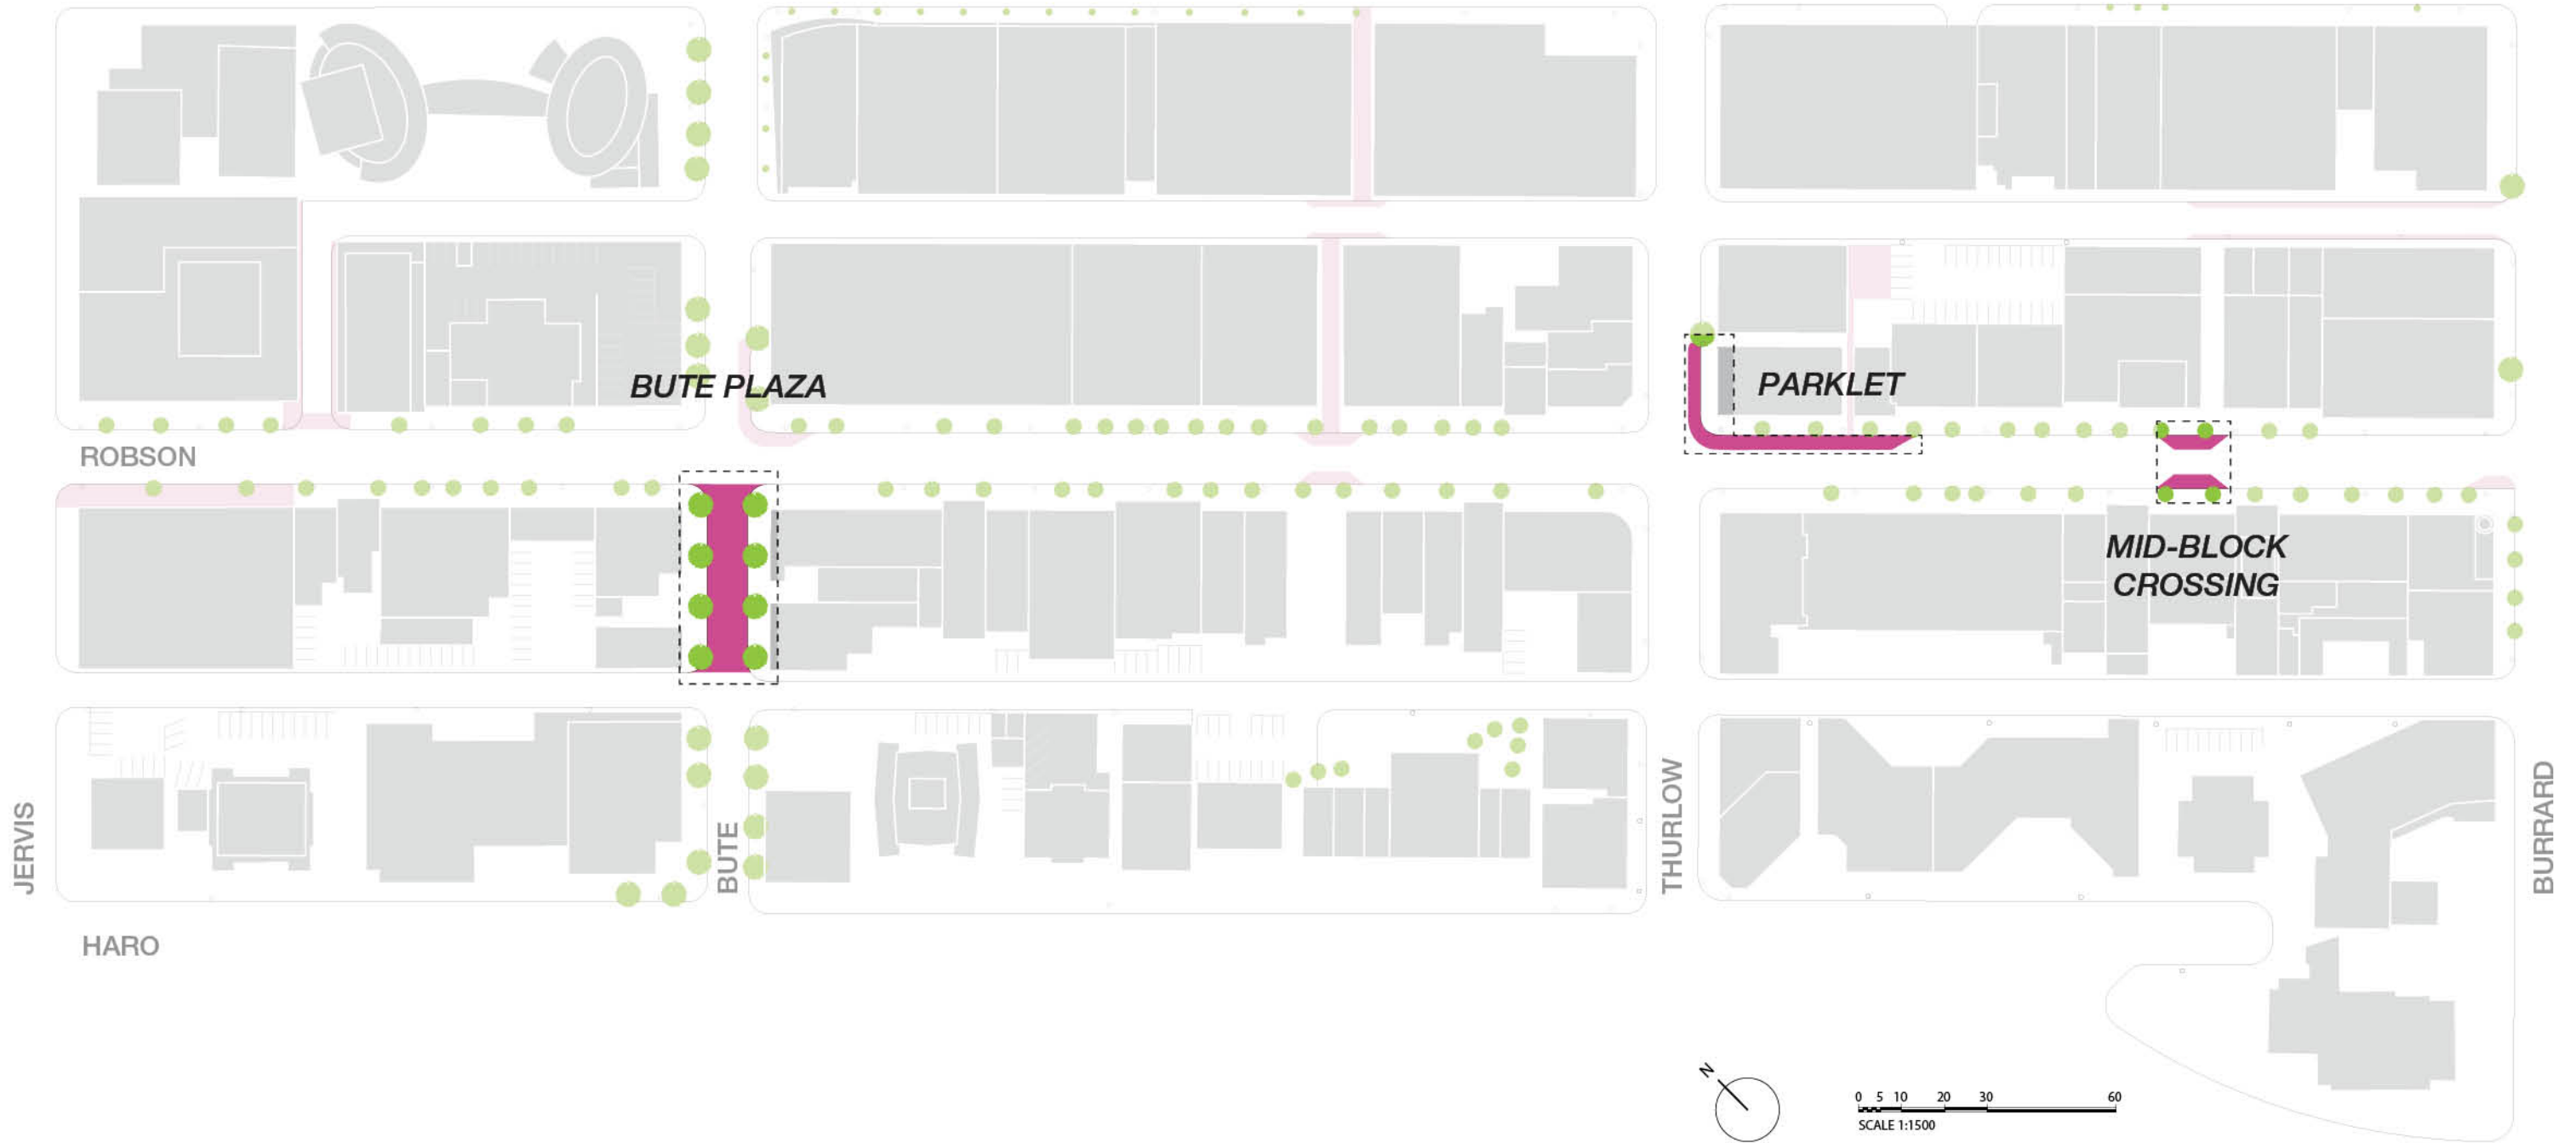 BUTE PLAZA
PARKLET
ROBSON
MID-BLOCK
CROSSING
JERVIS
BUTE
THURLOW
BURRARD
HARO
N
0 5 10 20 30 60
SCALE 1:1500